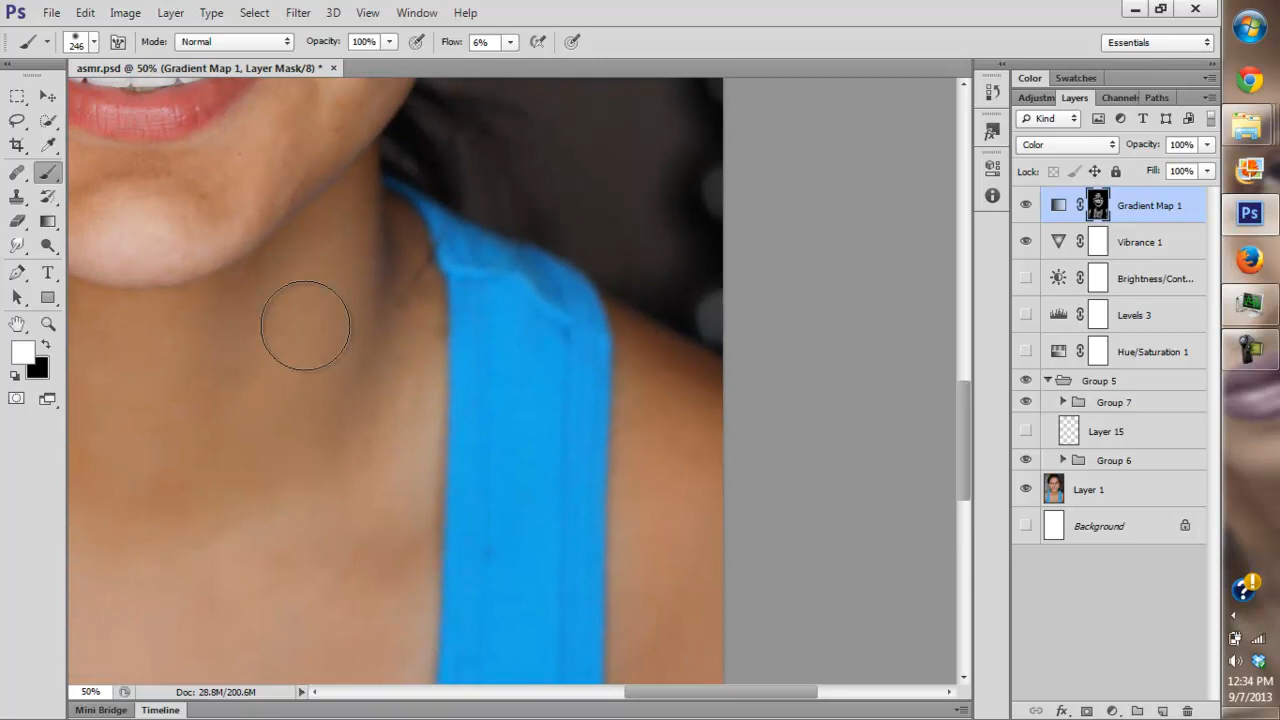 Ps File Edit Image Layer Type Select Filter 3D View Window Help
246 Mode: Normal Opacity: 100% Flow: 6% Essentials
asmr.psd @ 50% (Gradient Map 1, Layer Mask/8) * ×
Color Swatches
Adjustm Layers Channels Paths
Kind
Color Opacity: 100%
Lock: Fill: 100%
Gradient Map 1
Vibrance 1
Brightness/Cont...
Levels 3
Hue/Saturation 1
Group 5
Group 7
Layer 15
Group 6
Layer 1
Background
50% Doc: 28.8M/200.6M
Mini Bridge Timeline
Ps
12:34 PM
9/7/2013